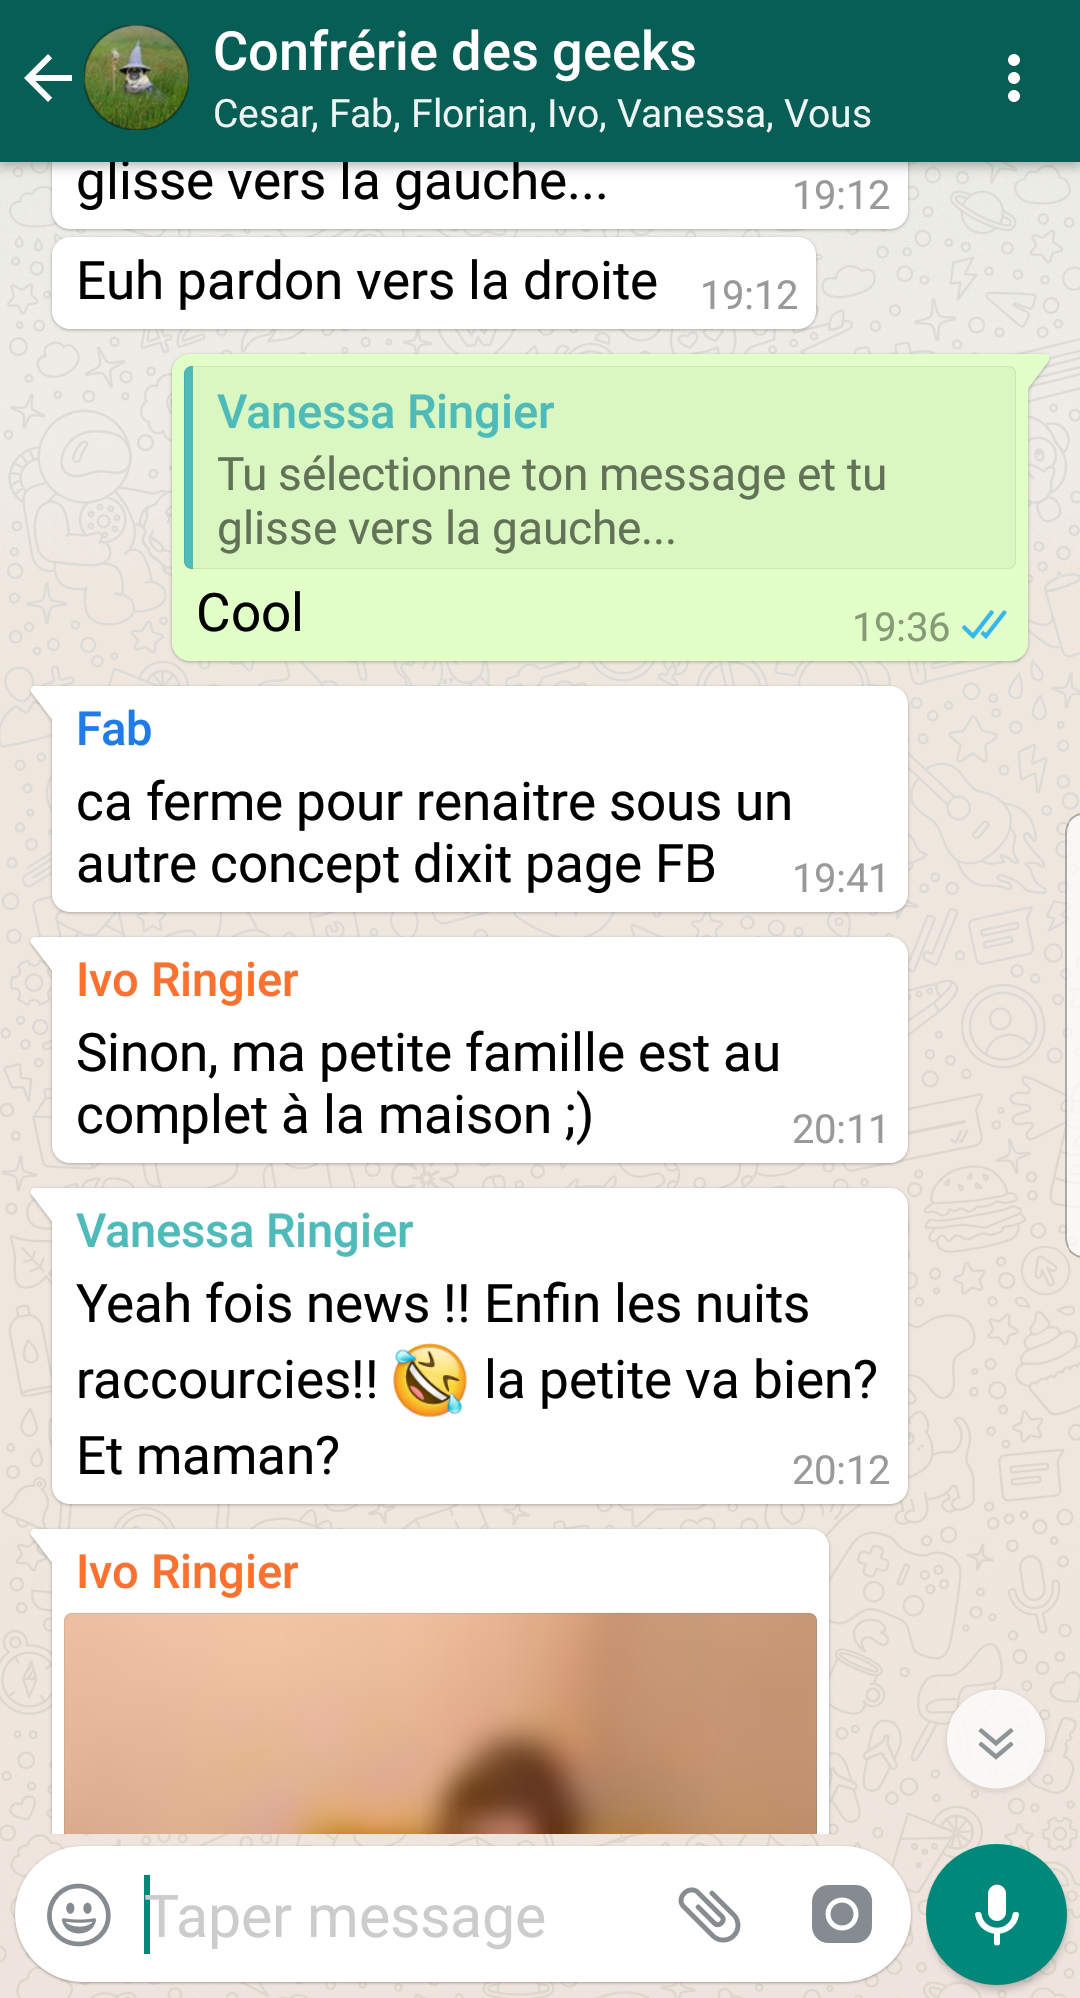 Confrérie des geeks
Cesar, Fab, Florian, Ivo, Vanessa, Vous
glisse vers la gauche...
19:12
Euh pardon vers la droite
19:12
Vanessa Ringier
Tu sélectionne ton message et tu
glisse vers la gauche...
Cool
19:36
Fab
ca ferme pour renaitre sous un
autre concept dixit page FB
19:41
Ivo Ringier
Sinon, ma petite famille est au
complet à la maison ;)
20:11
Vanessa Ringier
Yeah fois news !! Enfin les nuits
raccourcies!! 🤣 la petite va bien?
Et maman?
20:12
Ivo Ringier
Taper message